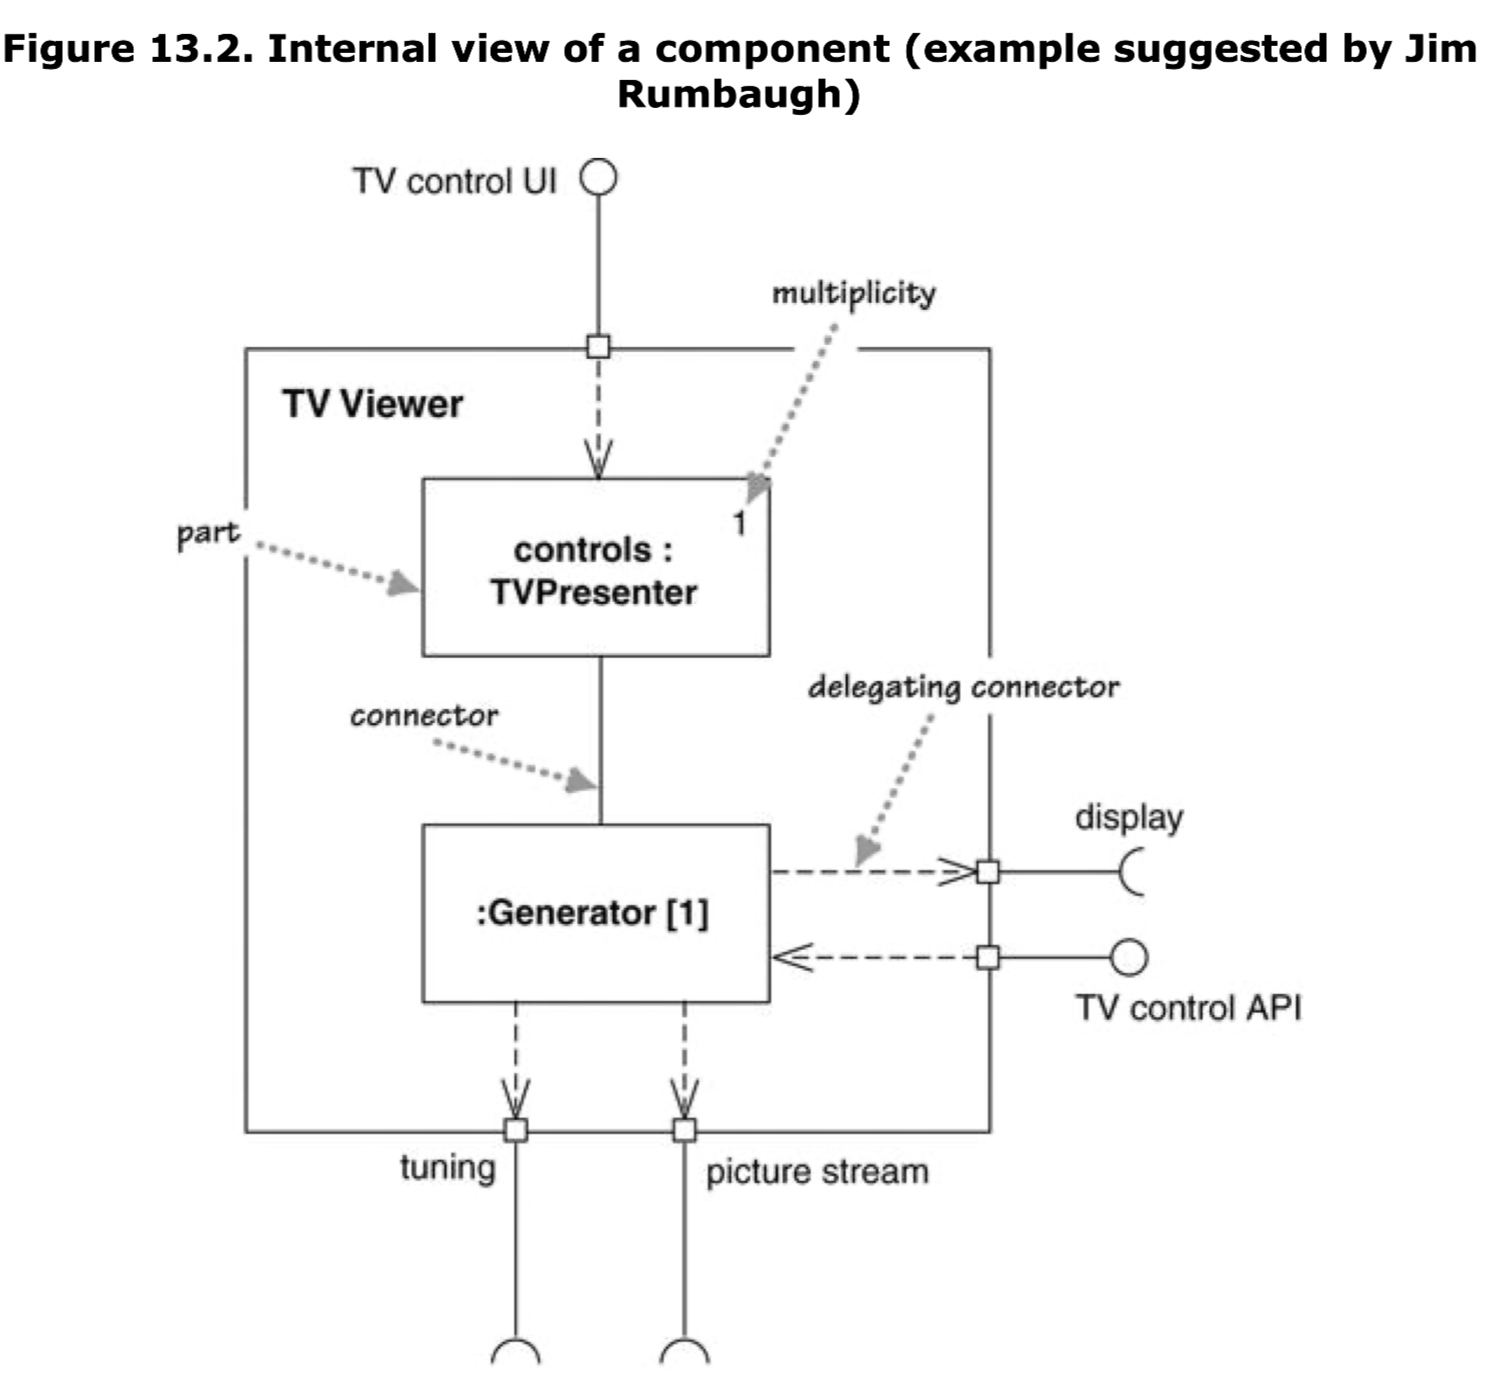 Figure 13.2. Internal view of a component (example suggested by Jim
Rumbaugh)
TV control UI
multiplicity
TV Viewer
part
1
controls :
TVPresenter
delegating connector
connector
display
:Generator [1]
TV control API
tuning
picture stream